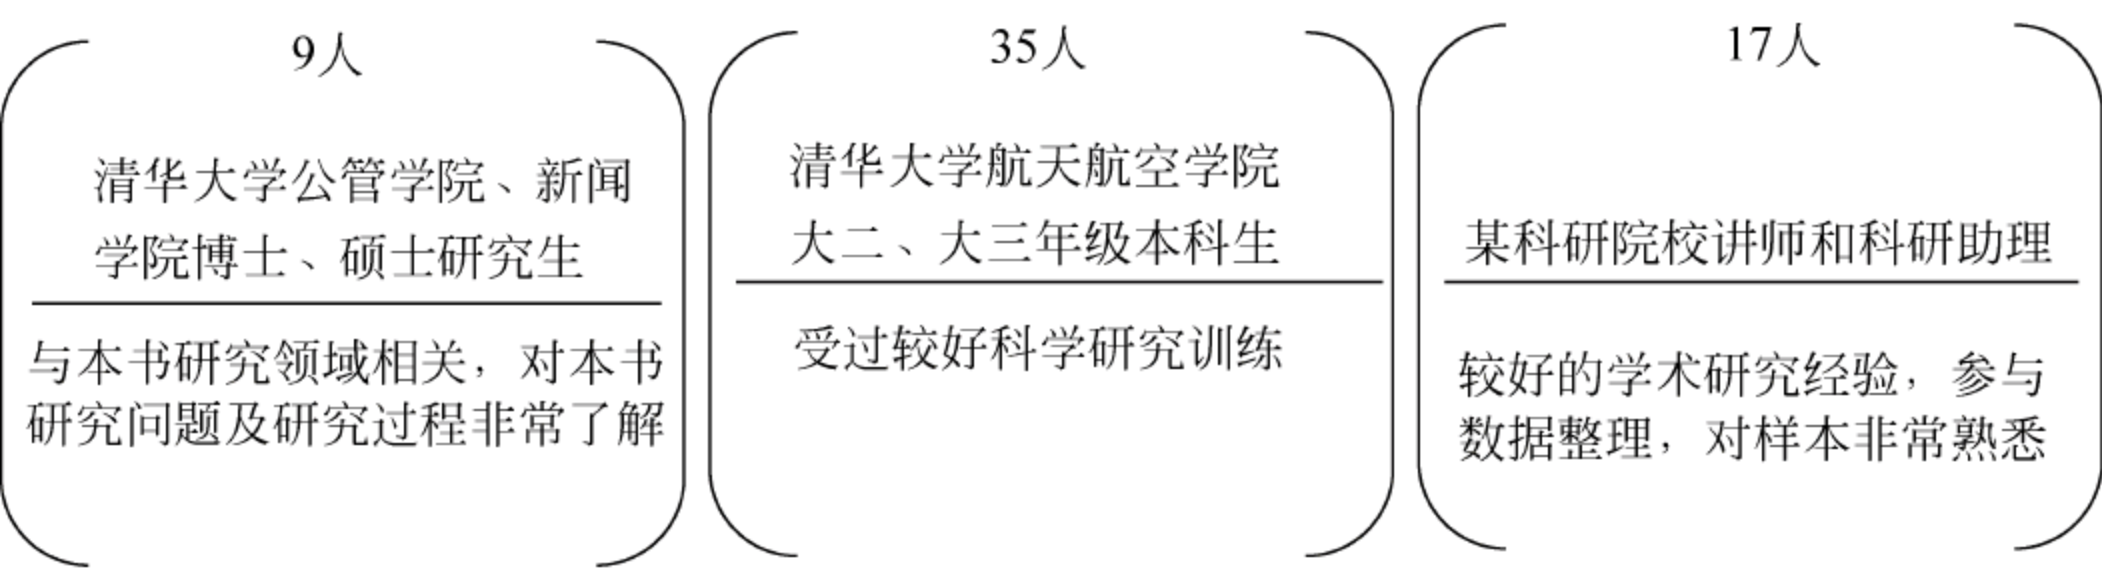 9人
清华大学公管学院、新闻
学院博士、硕士研究生
与本书研究领域相关，对本书
研究问题及研究过程非常了解
35人
清华大学航天航空学院
大二、大三年级本科生
受过较好科学研究训练
17人
某科研院校讲师和科研助理
较好的学术研究经验，参与
数据整理，对样本非常熟悉